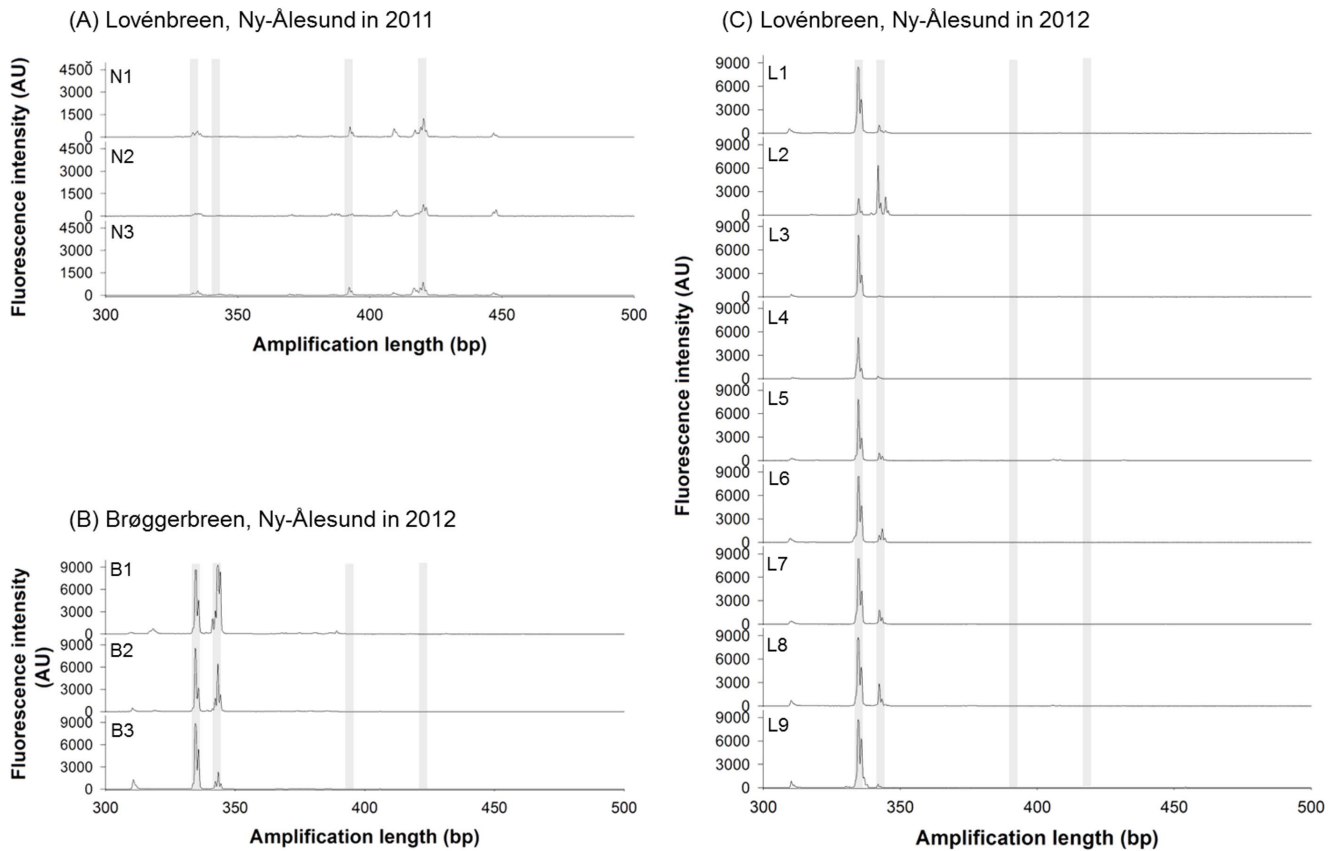 (A) Lovénbreen, Ny-Ålesund in 2011
Fluorescence intensity (AU)
4500
3000
1500
0
N1
4500
3000
1500
0
N2
4500
3000
1500
0
N3
300 350 400 450 500
Amplification length (bp)
(B) Brøggerbreen, Ny-Ålesund in 2012
Fluorescence intensity
(AU)
9000
6000
3000
0
B1
9000
6000
3000
0
B2
9000
6000
3000
0
B3
300 350 400 450 500
Amplification length (bp)
(C) Lovénbreen, Ny-Ålesund in 2012
Fluorescence intensity (AU)
9000
6000
3000
0
L1
9000
6000
3000
0
L2
9000
6000
3000
0
L3
9000
6000
3000
0
L4
9000
6000
3000
0
L5
9000
6000
3000
0
L6
9000
6000
3000
0
L7
9000
6000
3000
0
L8
9000
6000
3000
0
L9
300 350 400 450 500
Amplification length (bp)